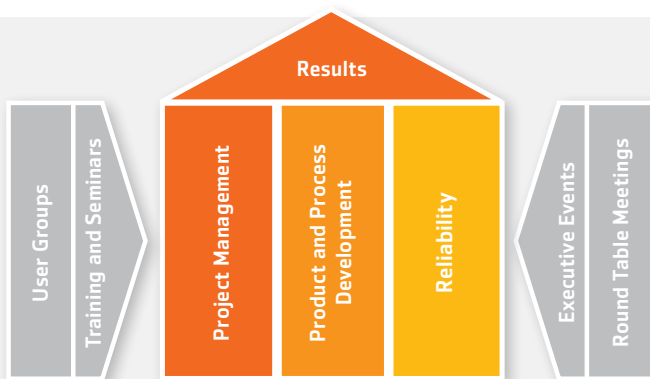 Results
User Groups
Training and Seminars
Project Management
Product and Process
Development
Reliability
Executive Events
Round Table Meetings